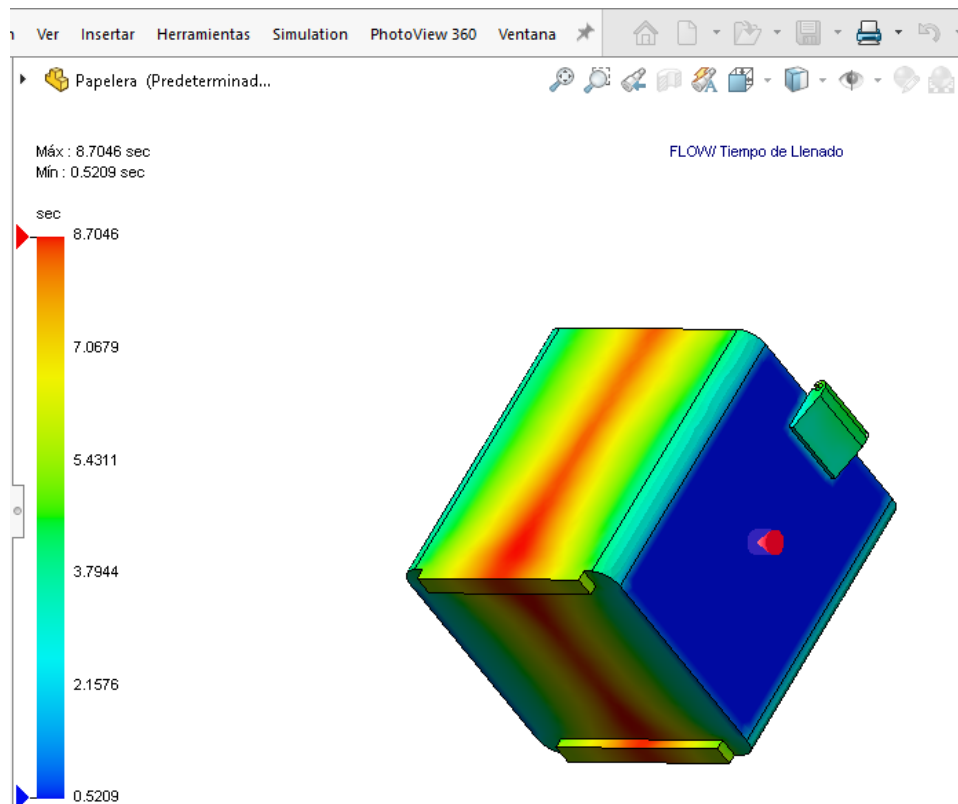 Ver Insertar Herramientas Simulation PhotoView 360 Ventana
Papelera (Predeterminad...
Máx : 8.7046 sec
Mín : 0.5209 sec
FLOW/ Tiempo de Llenado
sec
8.7046
7.0679
5.4311
3.7944
2.1576
0.5209